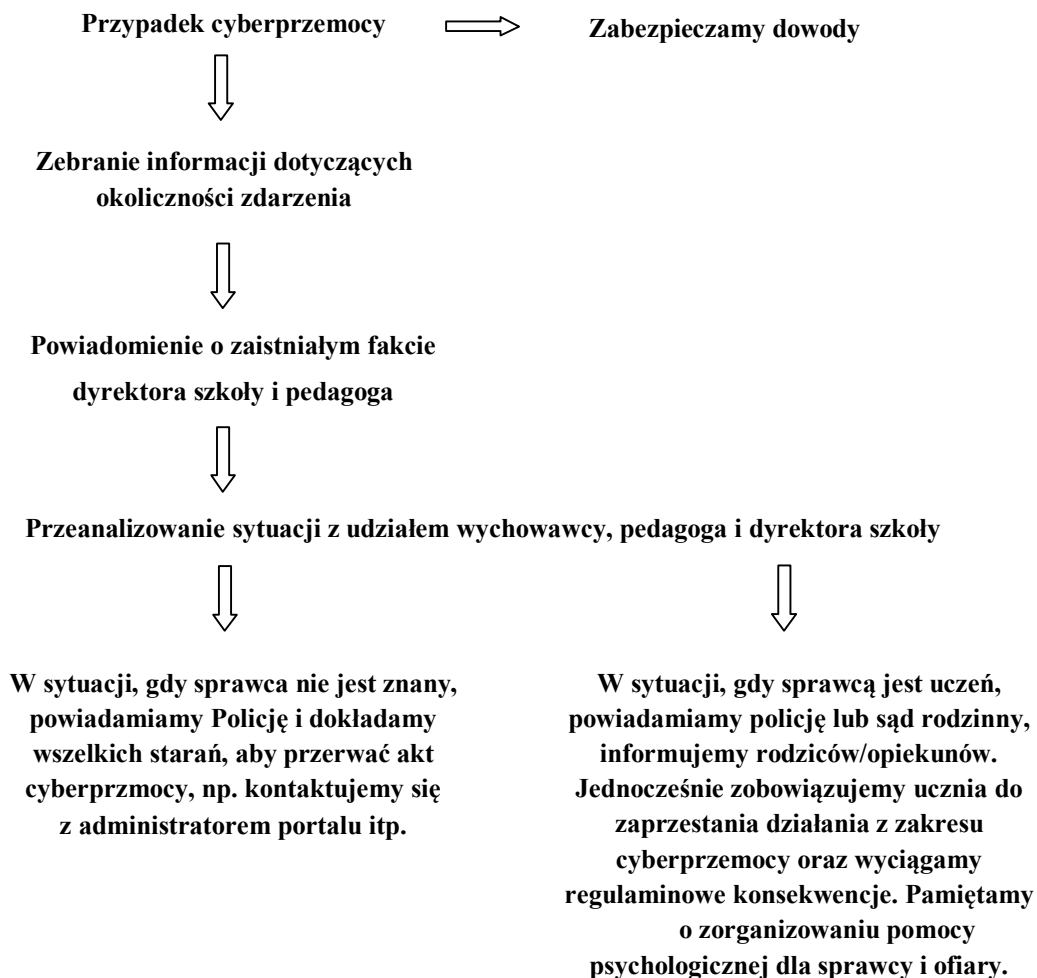 Przypadek cyberprzemocy
Zabezpieczamy dowody
Zebranie informacji dotyczących
okoliczności zdarzenia
Powiadomienie o zaistniałym fakcie
dyrektora szkoły i pedagoga
Przeanalizowanie sytuacji z udziałem wychowawcy, pedagoga i dyrektora szkoły
W sytuacji, gdy sprawca nie jest znany,
powiadamiamy Policję i dokładamy
wszelkich starań, aby przerwać akt
cyberprzmocy, np. kontaktujemy się
z administratorem portalu itp.
W sytuacji, gdy sprawcą jest uczeń,
powiadamiamy policję lub sąd rodzinny,
informujemy rodziców/opiekunów.
Jednocześnie zobowiązujemy ucznia do
zaprzestania działania z zakresu
cyberprzemocy oraz wyciągamy
regulaminowe konsekwencje. Pamiętamy
o zorganizowaniu pomocy
psychologicznej dla sprawcy i ofiary.